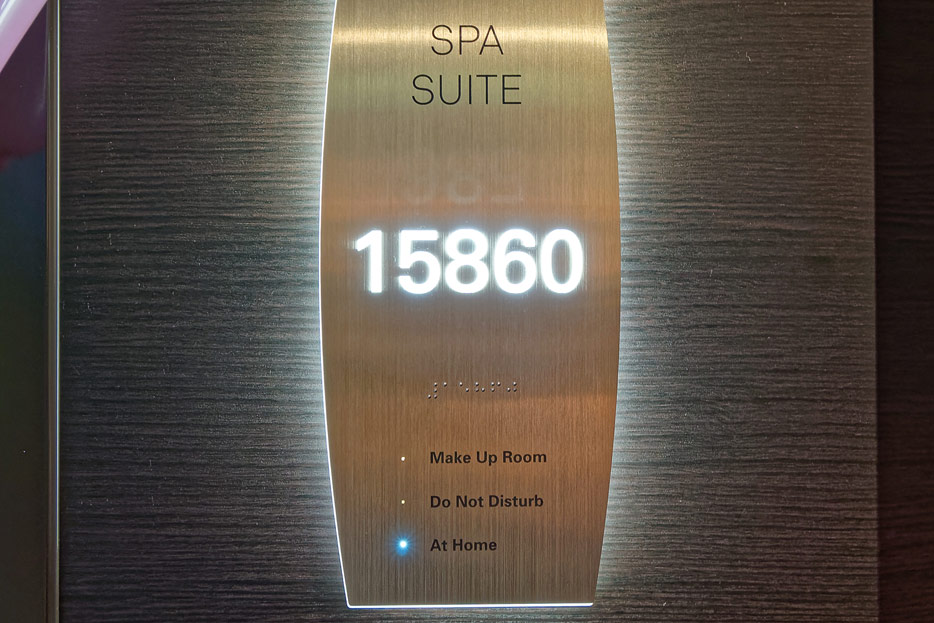 SPA
SUITE
15860
Make Up Room
Do Not Disturb
At Home